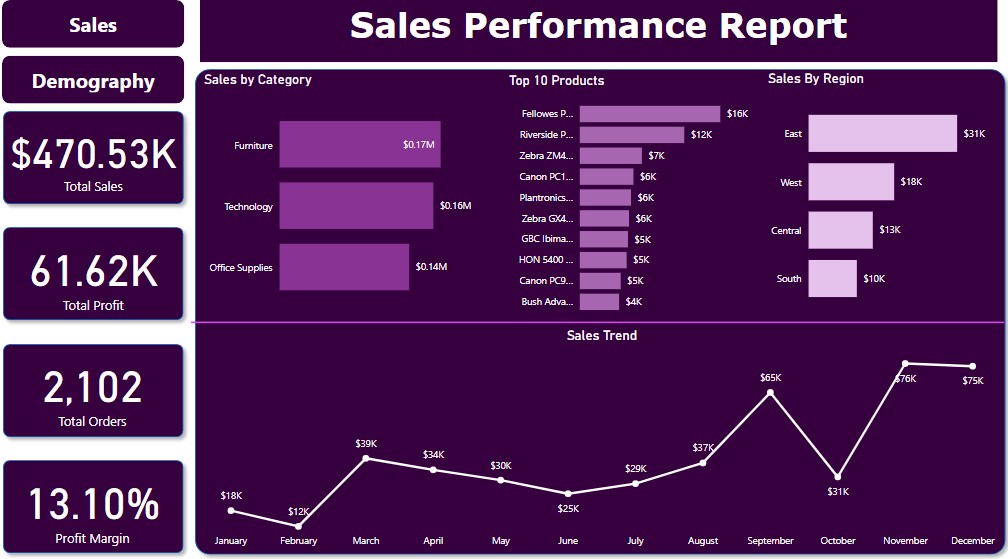 Sales
Demography
$470.53K
Total Sales
61.62K
Total Profit
2,102
Total Orders
13.10%
Profit Margin
Sales Performance Report
Sales by Category
Furniture $0.17M
Technology $0.16M
Office Supplies $0.14M
Top 10 Products
Fellowes P... $16K
Riverside P... $12K
Zebra ZM4... $7K
Canon PC1... $6K
Plantronics... $6K
Zebra GX4... $6K
GBC Ibima... $5K
HON 5400 ... $5K
Canon PC9... $5K
Bush Adva... $4K
Sales By Region
East $31K
West $18K
Central $13K
South $10K
Sales Trend
$18K $12K $39K $34K $30K $25K $29K $37K $65K $31K $76K $75K
January February March April May June July August September October November December